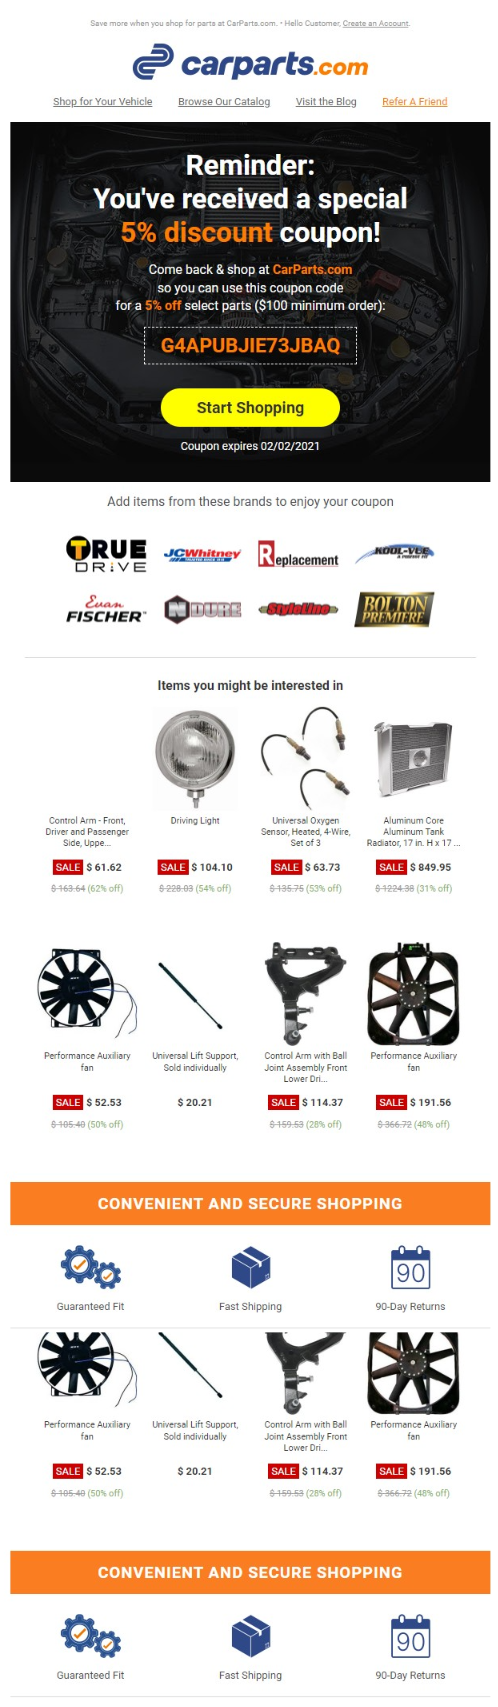 Save more when you shop for parts at CarParts.com. • Hello Customer, Create an Account.
carparts.com
Shop for Your Vehicle Browse Our Catalog Visit the Blog Refer A Friend
Reminder:
You've received a special
5% discount coupon!
Come back & shop at CarParts.com
so you can use this coupon code
for a 5% off select parts ($100 minimum order):
G4APUBJIE73JBAQ
Start Shopping
Coupon expires 02/02/2021
Add items from these brands to enjoy your coupon
TRUE DRIVE
JCWhitney
Replacement
KOOL-VUE
Evan FISCHER
NDURE
StyleLine
BOLTON PREMIERE
Items you might be interested in
Control Arm - Front,
Driver and Passenger
Side, Uppe...
SALE $ 61.62
$ 163.64 (62% off)
Driving Light
SALE $ 104.10
$ 228.03 (54% off)
Universal Oxygen
Sensor, Heated, 4-Wire,
Set of 3
SALE $ 63.73
$ 135.75 (53% off)
Aluminum Core
Aluminum Tank
Radiator, 17 in. H x 17 ...
SALE $ 849.95
$ 1224.38 (31% off)
Performance Auxiliary
fan
SALE $ 52.53
$ 105.40 (50% off)
Universal Lift Support,
Sold individually
$ 20.21
Control Arm with Ball
Joint Assembly Front
Lower Dri...
SALE $ 114.37
$ 159.53 (28% off)
Performance Auxiliary
fan
SALE $ 191.56
$ 366.72 (48% off)
CONVENIENT AND SECURE SHOPPING
90
Guaranteed Fit Fast Shipping 90-Day Returns
Performance Auxiliary
fan
SALE $ 52.53
$ 105.40 (50% off)
Universal Lift Support,
Sold individually
$ 20.21
Control Arm with Ball
Joint Assembly Front
Lower Dri...
SALE $ 114.37
$ 159.53 (28% off)
Performance Auxiliary
fan
SALE $ 191.56
$ 366.72 (48% off)
CONVENIENT AND SECURE SHOPPING
90
Guaranteed Fit Fast Shipping 90-Day Returns